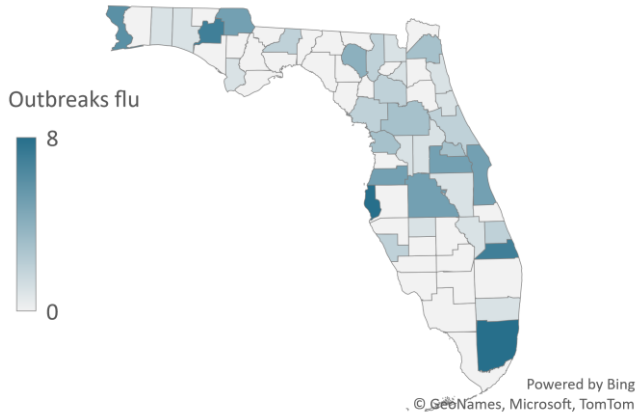 Outbreaks flu
8
0
Powered by Bing
© GeoNames, Microsoft, TomTom